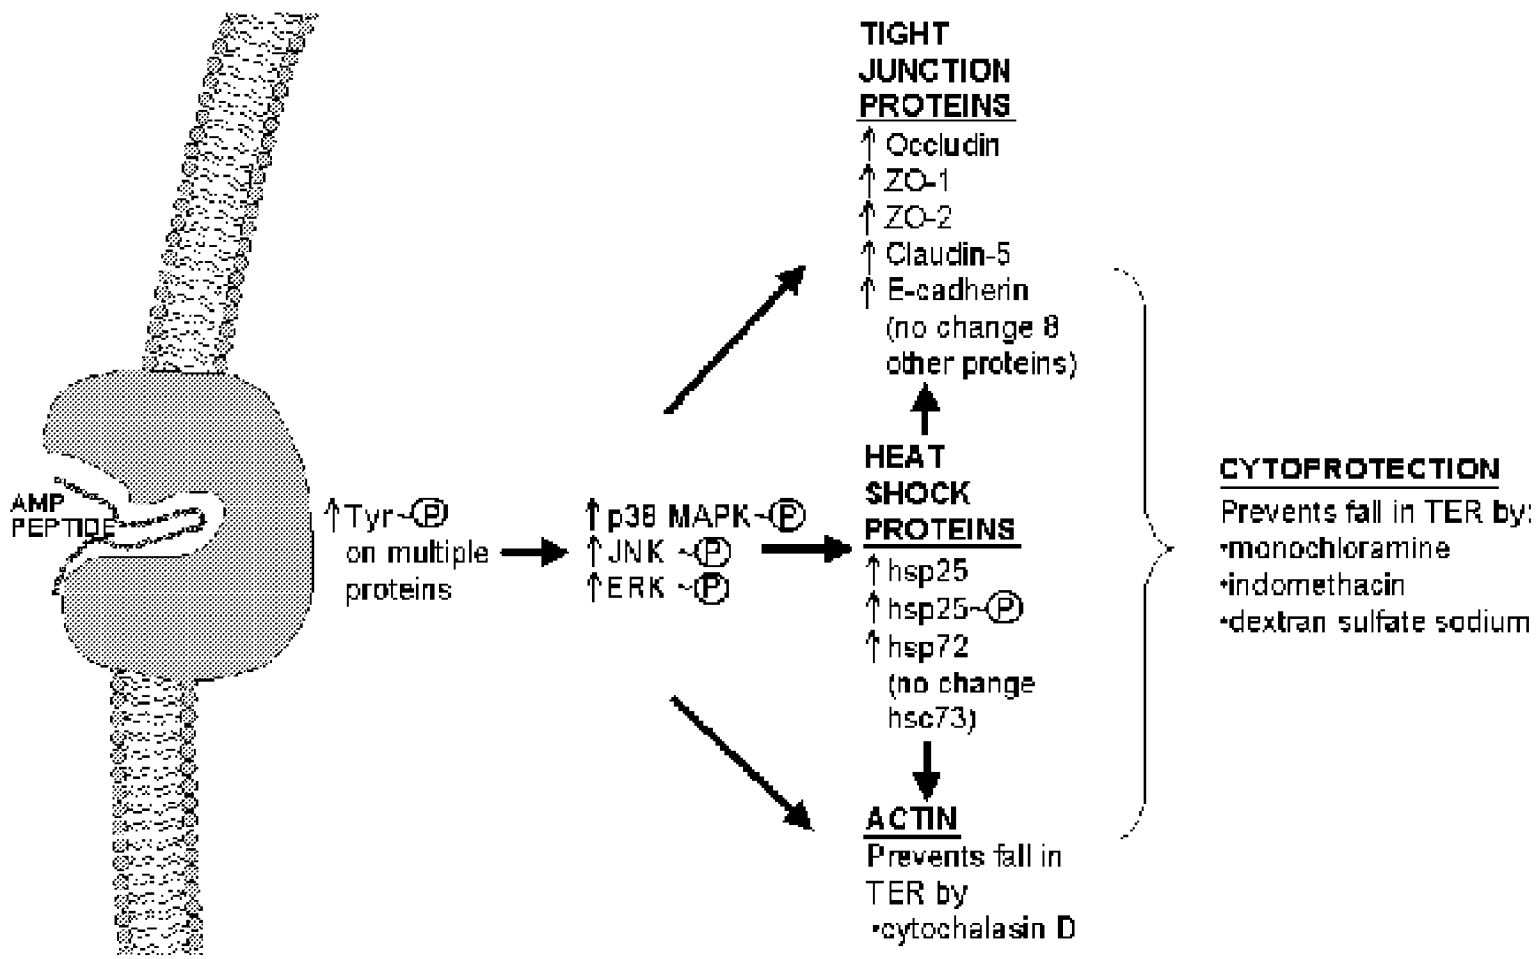 AMP
PEPTIDE
↑Tyr~Ⓟ
on multiple
proteins
↑p38 MAPK~Ⓟ
↑JNK ~Ⓟ
↑ERK ~Ⓟ
TIGHT
JUNCTION
PROTEINS
↑Occludin
↑ZO-1
↑ZO-2
↑Claudin-5
↑E-cadherin
(no change 8
other proteins)
HEAT
SHOCK
PROTEINS
↑hsp25
↑hsp25~Ⓟ
↑hsp72
(no change
hsc73)
ACTIN
Prevents fall in
TER by
•cytochalasin D
CYTOPROTECTION
Prevents fall in TER by:
•monochloramine
•indomethacin
•dextran sulfate sodium